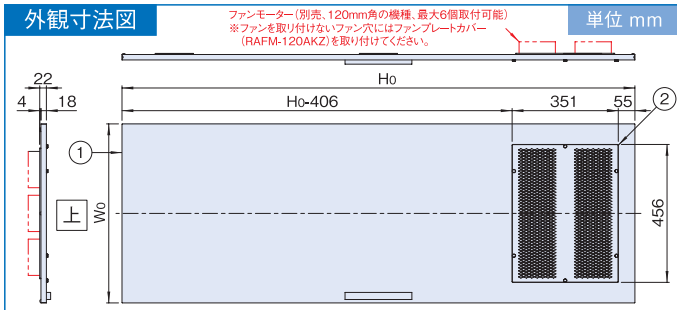 外観寸法図
ファンモーター(別売、120mm角の機種、最大6個取付可能)
※ファンを取り付けないファン穴にはファンプレートカバー
(RAFM-120AKZ)を取り付けてください。
単位 mm
22
4
18
H0
H0-406
351
55
1
2
上
W0
456